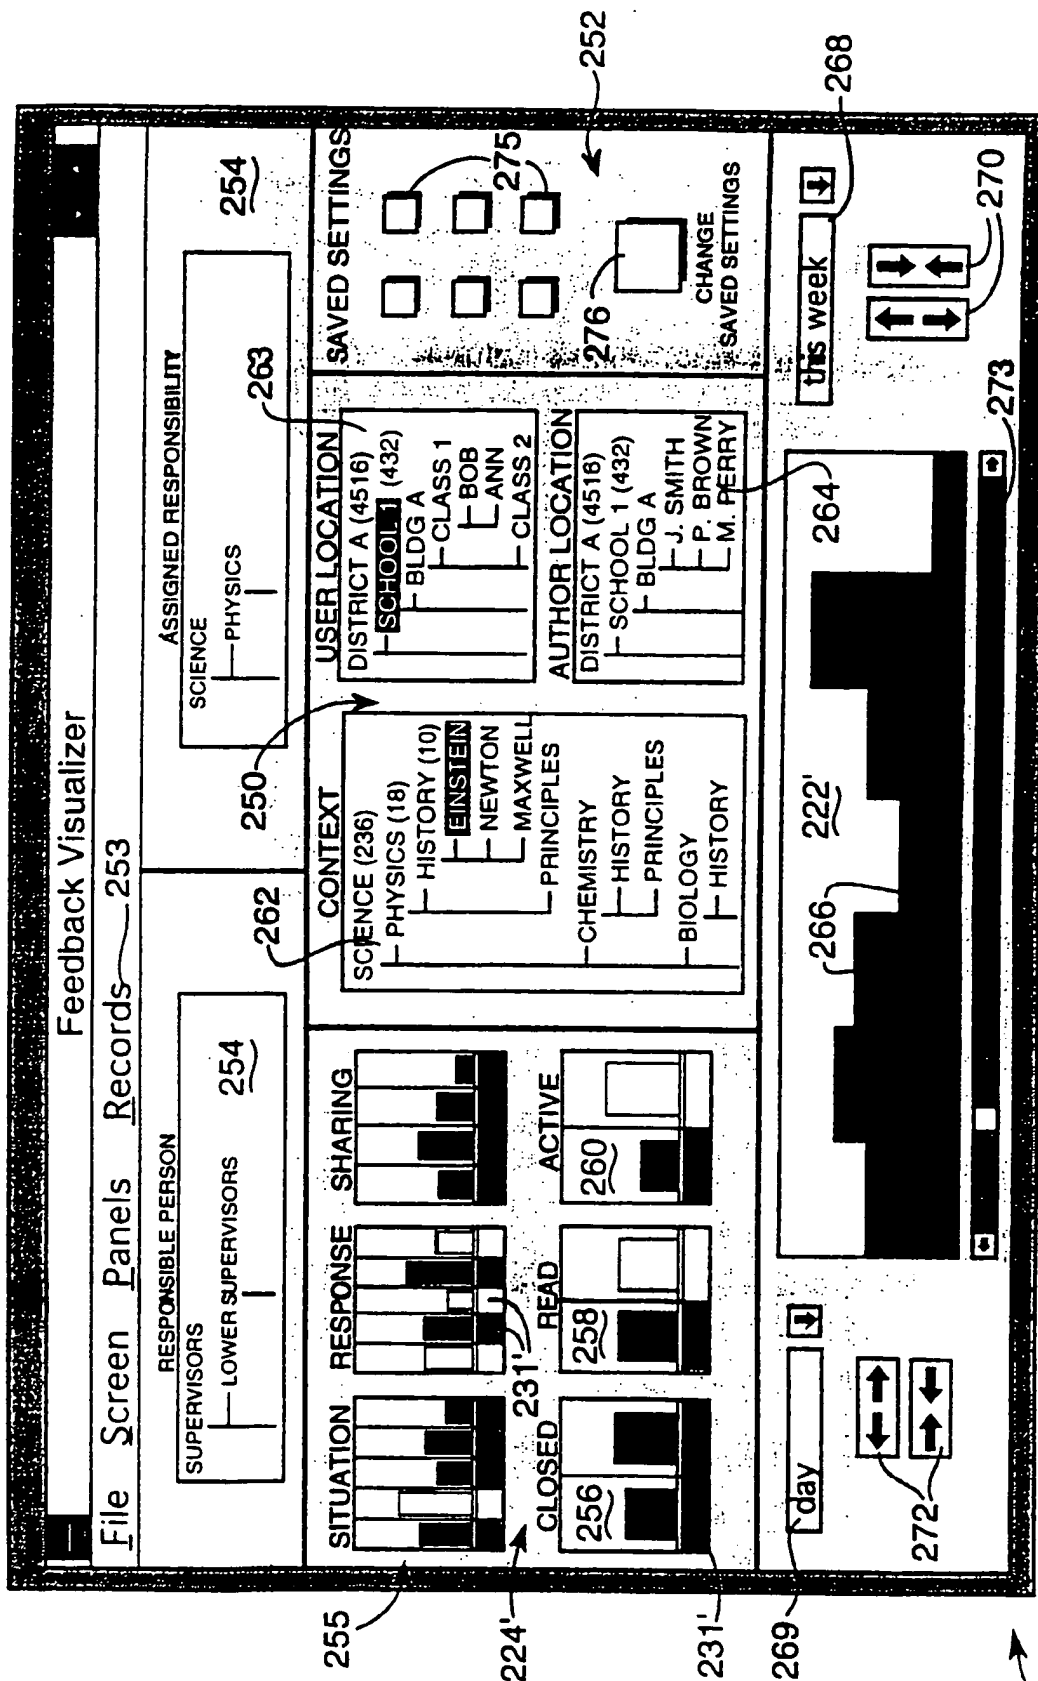 Feedback Visualizer
File Screen Panels Records 253
RESPONSIBLE PERSON
SUPERVISORS
LOWER SUPERVISORS
254
ASSIGNED RESPONSIBILITY
SCIENCE
PHYSICS
254
255
SITUATION
RESPONSE
SHARING
231'
224'
CLOSED
READ
ACTIVE
256
258
260
231'
262
250
263
CONTEXT
SCIENCE (236)
PHYSICS (18)
HISTORY (10)
EINSTEIN
NEWTON
MAXWELL
PRINCIPLES
CHEMISTRY
HISTORY
PRINCIPLES
BIOLOGY
HISTORY
USER LOCATION
DISTRICT A (4516)
SCHOOL 1 (432)
BLDG A
CLASS 1
BOB
ANN
CLASS 2
AUTHOR LOCATION
DISTRICT A (4516)
SCHOOL 1 (432)
BLDG A
J. SMITH
P. BROWN
M. PERRY
SAVED SETTINGS
275
276
252
CHANGE
SAVED SETTINGS
269
day
272
266
222'
264
this week
268
270
273